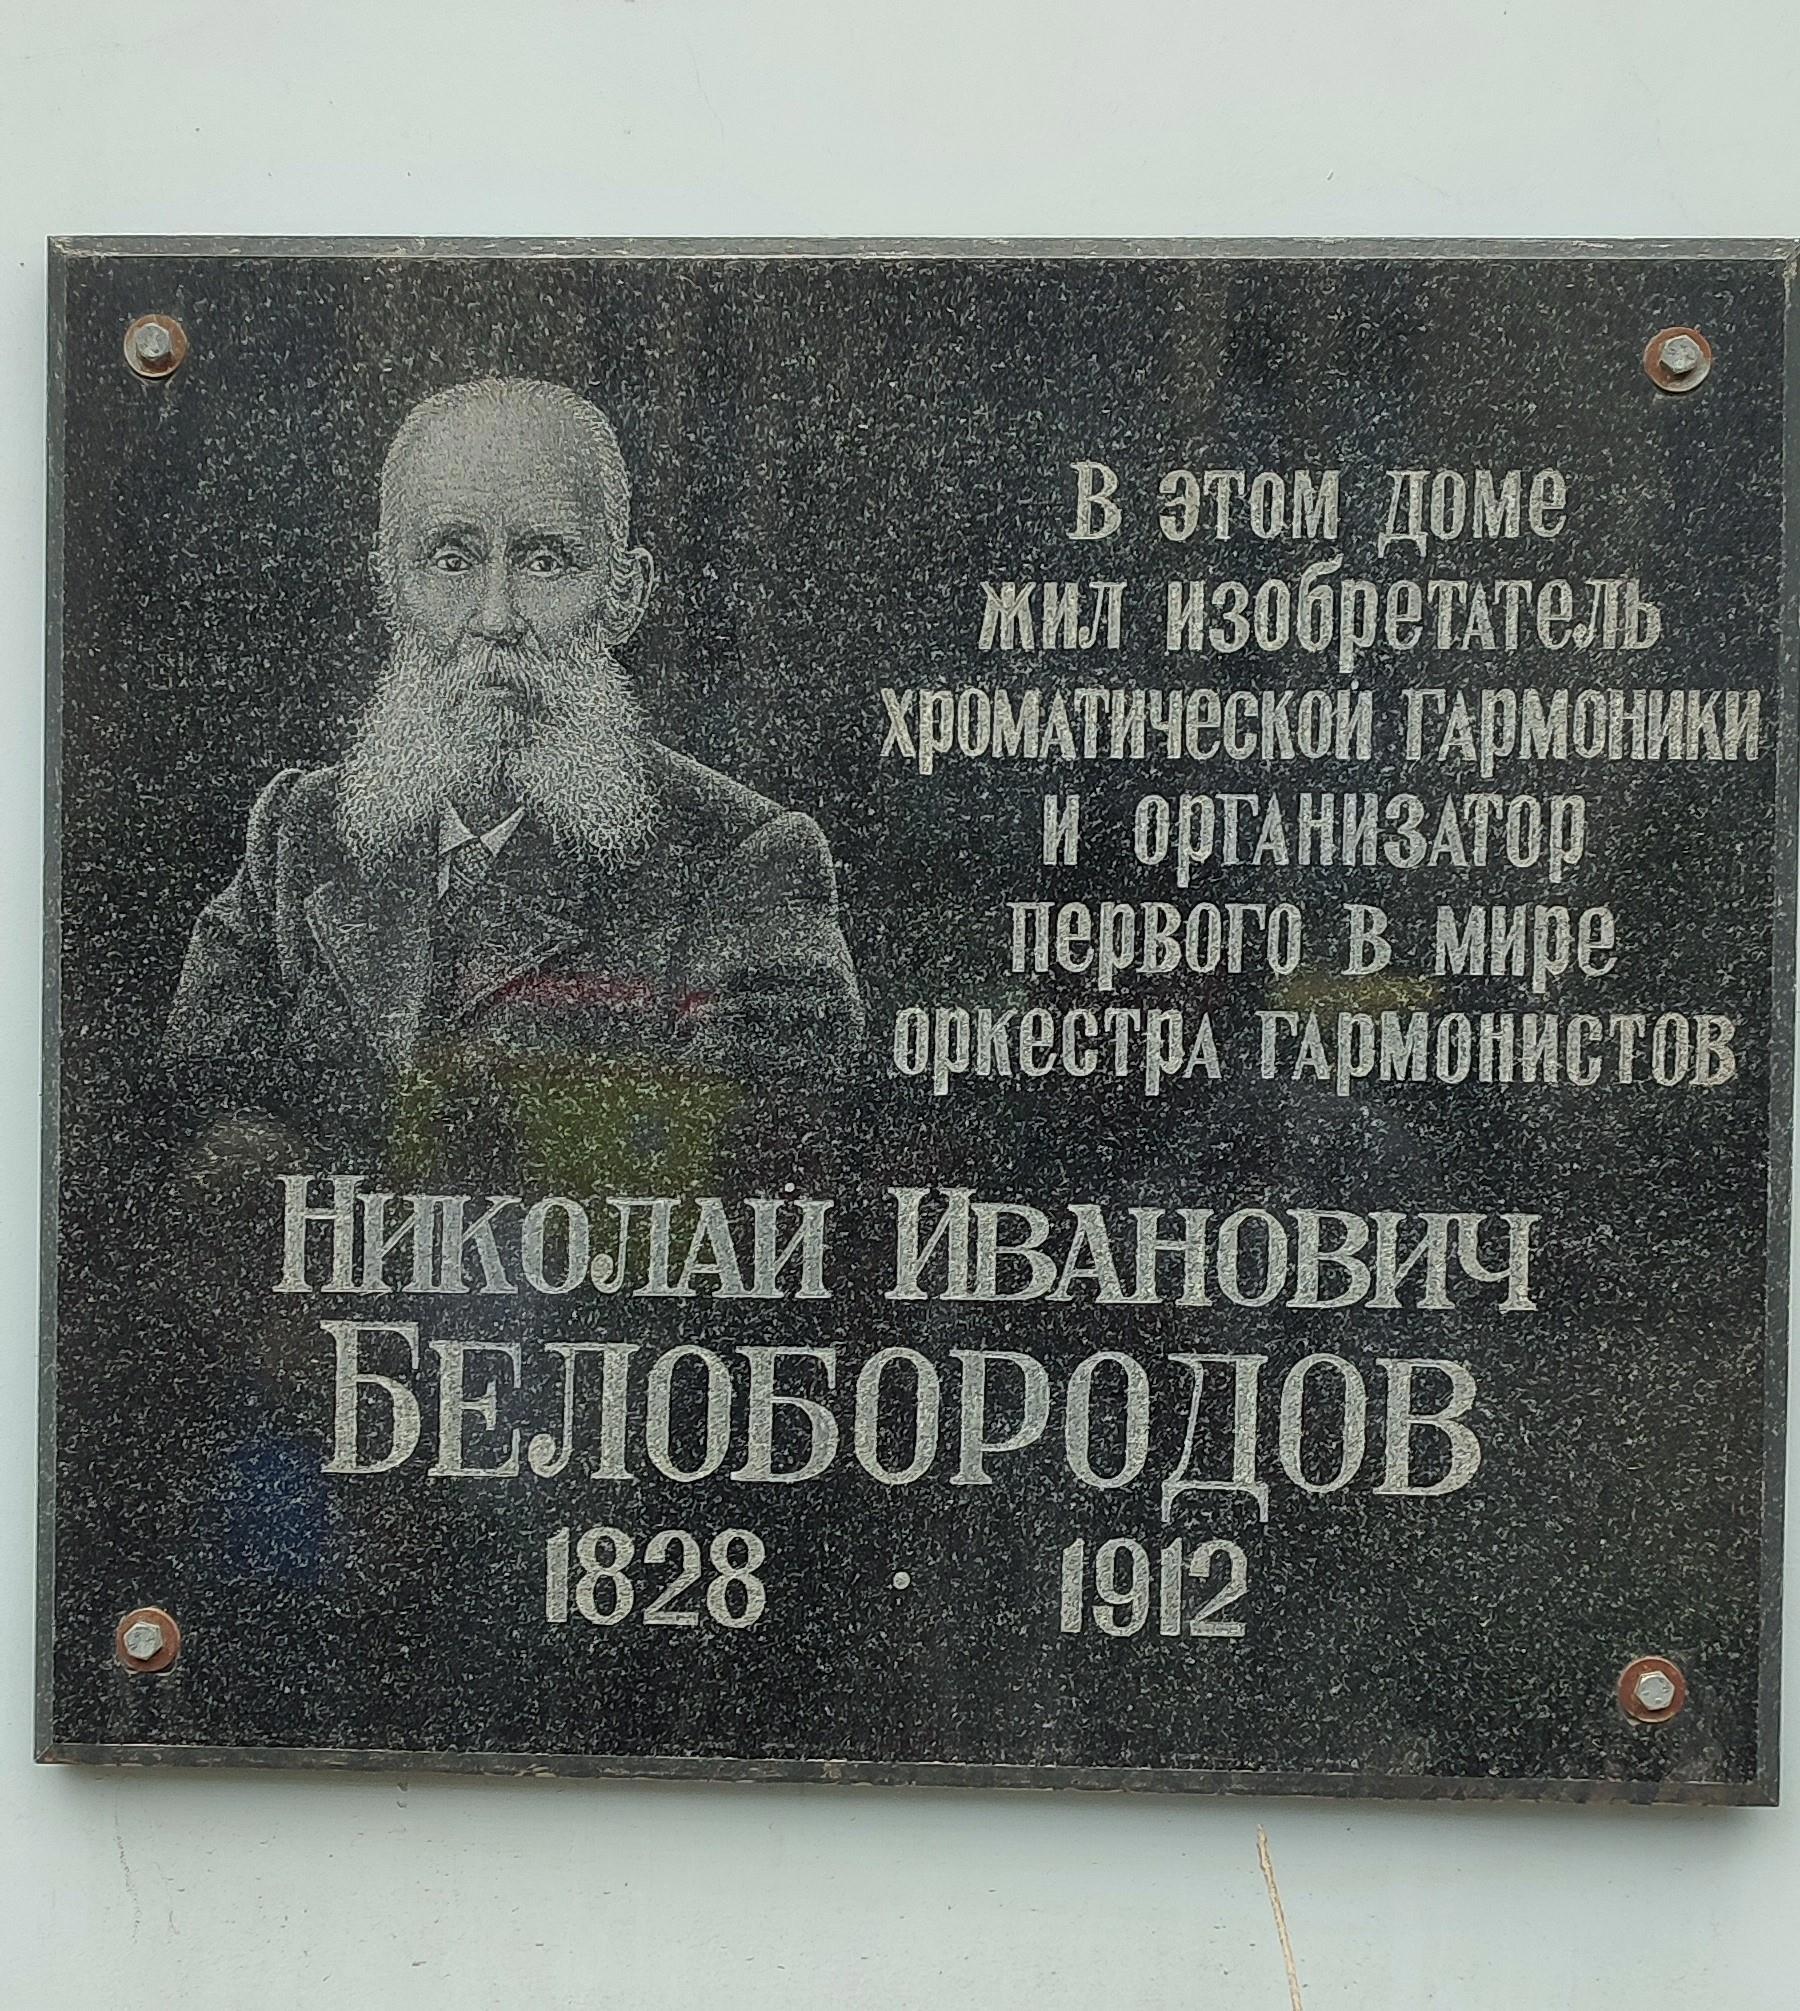 В этом доме
жил изобретатель
хроматической гармоники
и организатор
первого в мире
оркестра гармонистов
Николай Иванович
Белобородов
1828 · 1912